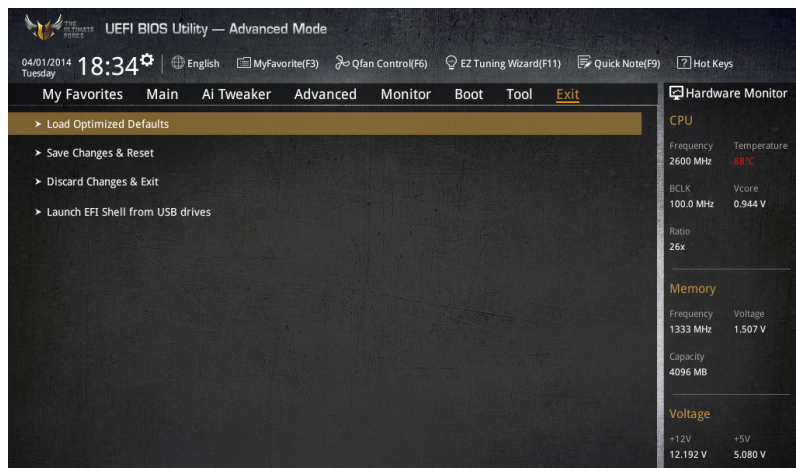 THE ULTIMATE FORCE
UEFI BIOS Utility — Advanced Mode
04/01/2014 Tuesday 18:34 English MyFavorite(F3) Qfan Control(F6) EZ Tuning Wizard(F11) Quick Note(F9) ? Hot Keys
My Favorites Main Ai Tweaker Advanced Monitor Boot Tool Exit
Hardware Monitor
➤ Load Optimized Defaults
➤ Save Changes & Reset
➤ Discard Changes & Exit
➤ Launch EFI Shell from USB drives
CPU
Frequency Temperature
2600 MHz 88°C
BCLK Vcore
100.0 MHz 0.944 V
Ratio
26x
Memory
Frequency Voltage
1333 MHz 1.507 V
Capacity
4096 MB
Voltage
+12V +5V
12.192 V 5.080 V